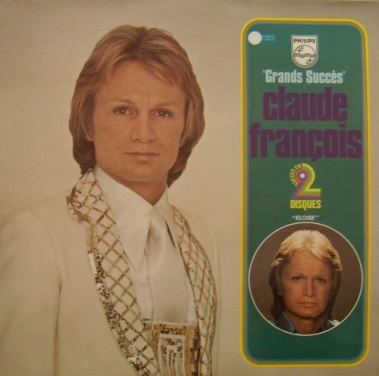 PHILIPS
"Grands Succès"
claude
françois
2
DISQUES
"ELOISE"